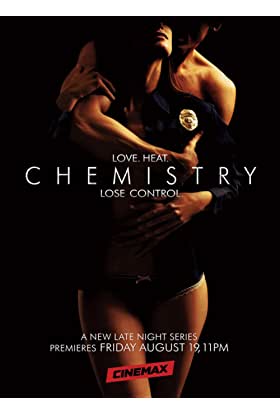 LOVE. HEAT.
CHEMISTRY
LOSE CONTROL
A NEW LATE NIGHT SERIES
PREMIERES FRIDAY AUGUST 19, 11PM
CINEMAX